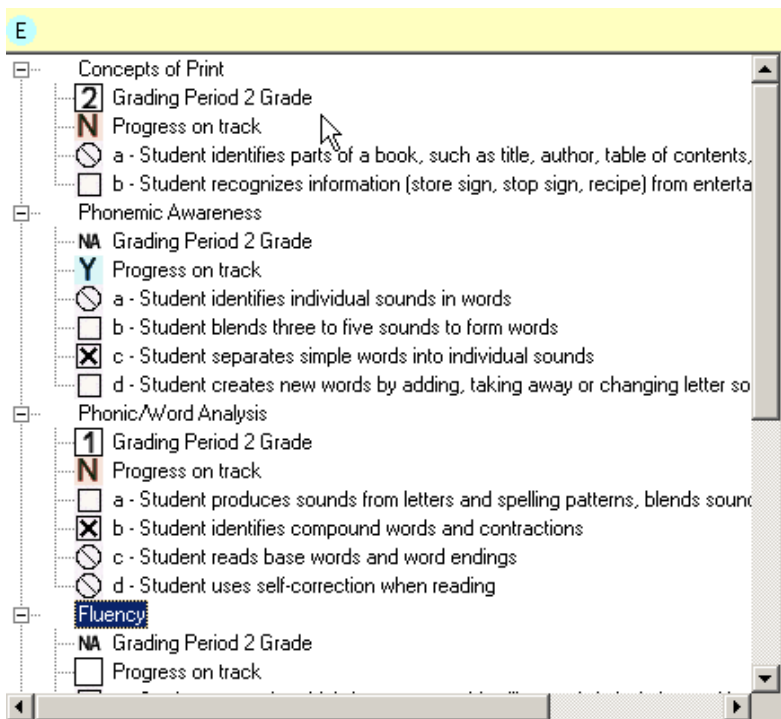 E
Concepts of Print
2 Grading Period 2 Grade
N Progress on track
a - Student identifies parts of a book, such as title, author, table of contents,
b - Student recognizes information (store sign, stop sign, recipe) from enterta
Phonemic Awareness
NA Grading Period 2 Grade
Y Progress on track
a - Student identifies individual sounds in words
b - Student blends three to five sounds to form words
c - Student separates simple words into individual sounds
d - Student creates new words by adding, taking away or changing letter so
Phonic/Word Analysis
1 Grading Period 2 Grade
N Progress on track
a - Student produces sounds from letters and spelling patterns, blends sound
b - Student identifies compound words and contractions
c - Student reads base words and word endings
d - Student uses self-correction when reading
Fluency
NA Grading Period 2 Grade
Progress on track